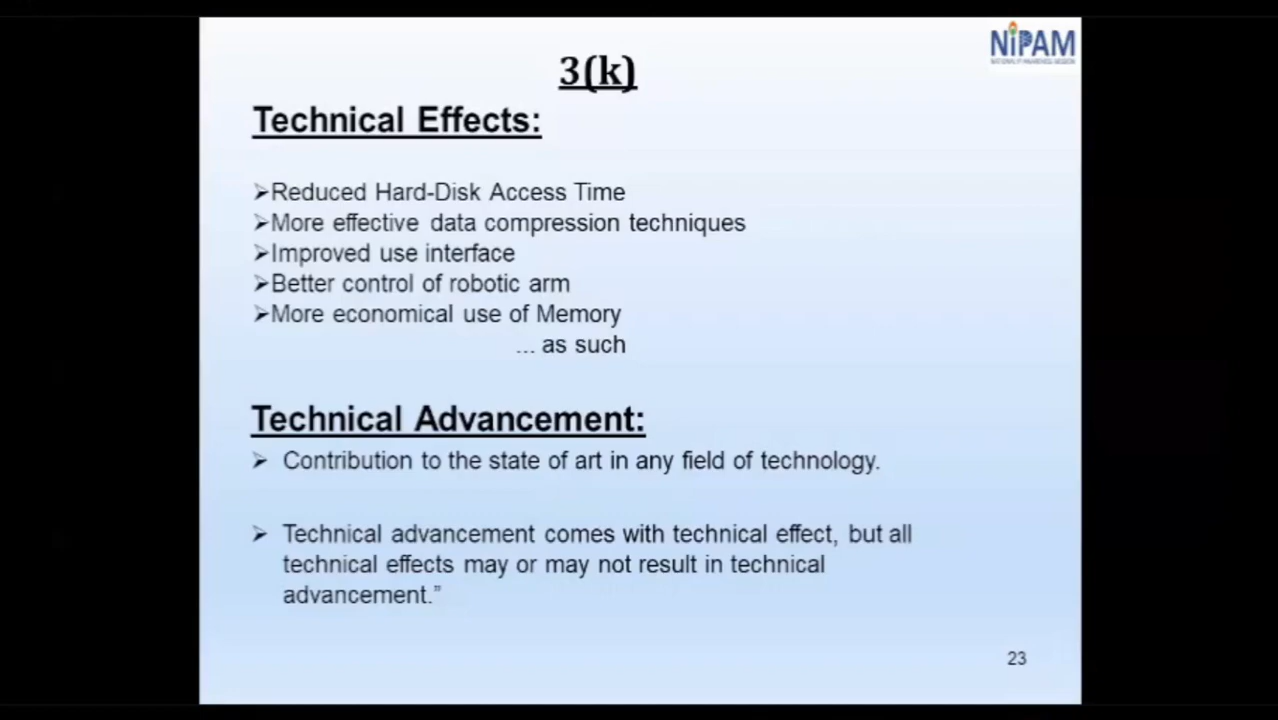 NiPAM
3(k)
Technical Effects:
➢Reduced Hard-Disk Access Time
➢More effective data compression techniques
➢Improved use interface
➢Better control of robotic arm
➢More economical use of Memory
... as such
Technical Advancement:
➢ Contribution to the state of art in any field of technology.
➢ Technical advancement comes with technical effect, but all
technical effects may or may not result in technical
advancement.”
23